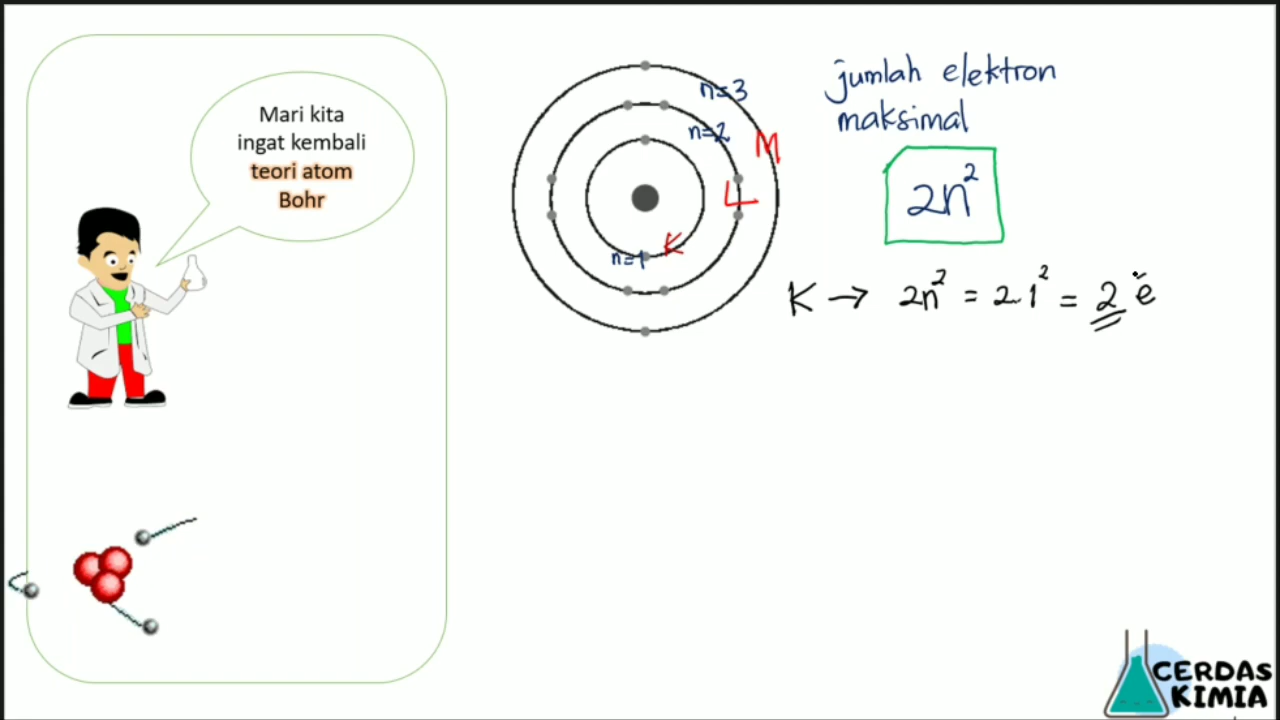 Mari kita
ingat kembali
teori atom
Bohr
n=3
n=2
M
L
n=1
K
jumlah elektron
maksimal
2n²
K → 2n² = 2.1² = 2 e⁻
CERDAS
KIMIA